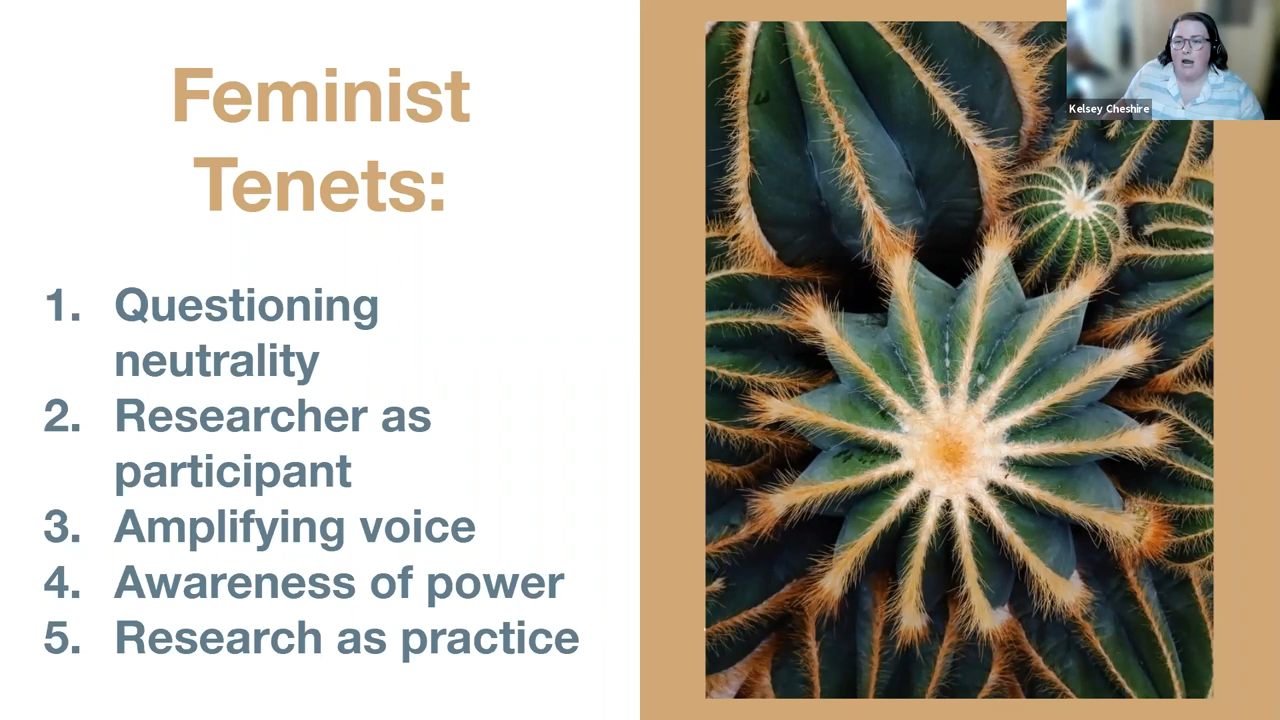 Feminist
Tenets:
1. Questioning
neutrality
2. Researcher as
participant
3. Amplifying voice
4. Awareness of power
5. Research as practice
Kelsey Cheshire